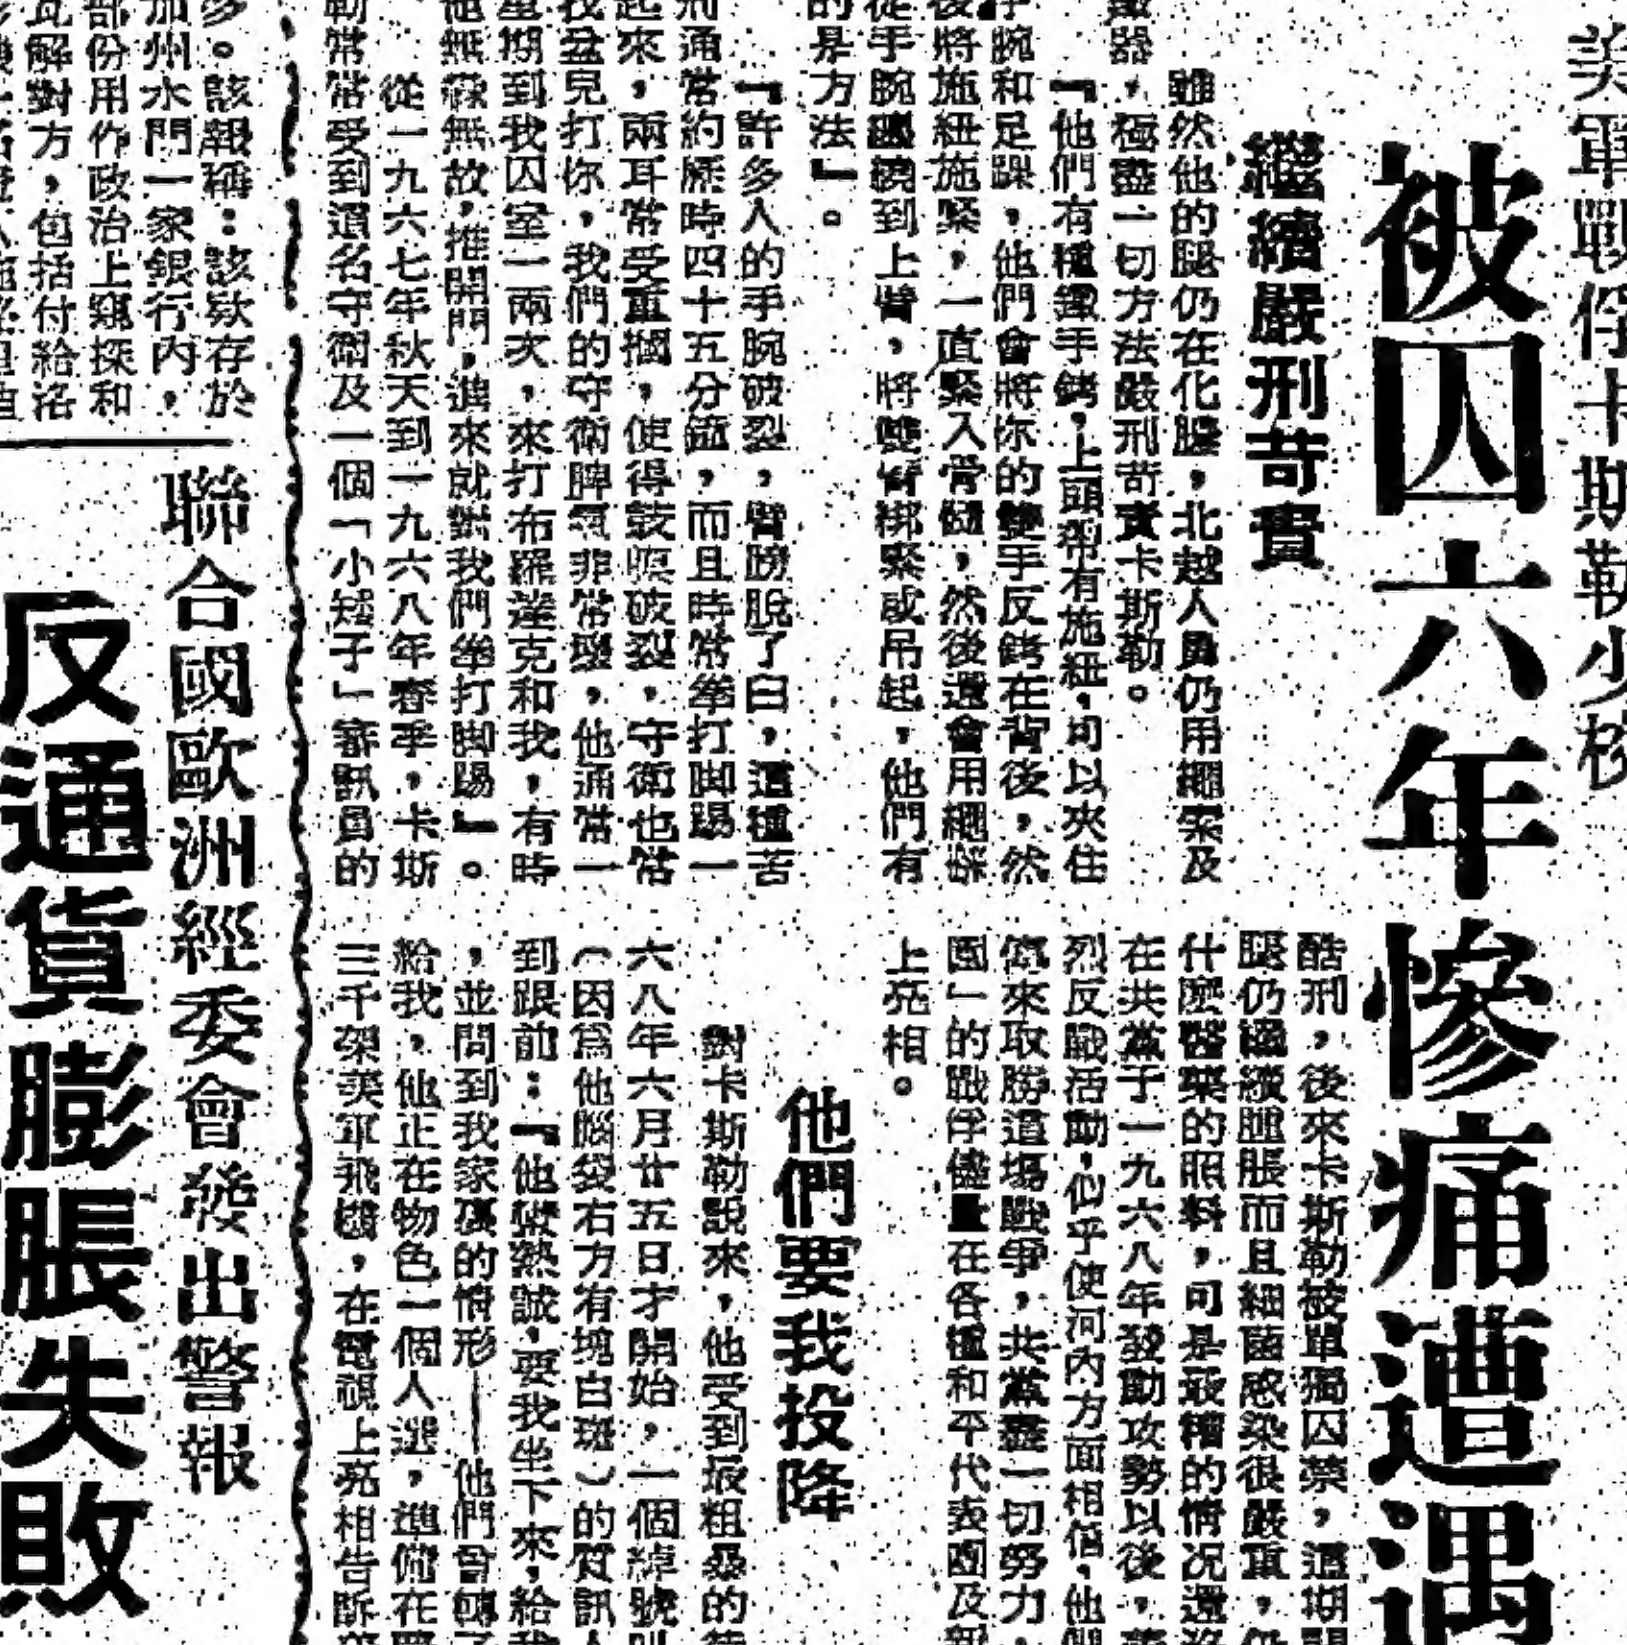 美軍戰俘卡斯勒少校
被囚六年慘痛遭遇
繼續嚴刑苛責
雖然他的腿仍在化膿，北越人員仍用繩索及
器，極盡一切方法嚴刑苛責卡斯勒。
『他們有種鐵手銬，上頭帶有施紐，可以夾住
手腕和足踝，他們會將你的雙手反銬在背後，然
後將施紐施緊，一直緊入骨髓，然後還會用繩綵
從手腕纏繞到上臂，將雙臂綁緊或吊起，他們有
的是方法』。
『許多人的手腕破裂，臂膀脫了臼，這種苦
刑通常約歷時四十五分鐘，而且時常拳打脚踢一
起來，兩耳常受重摑，使得鼓膜破裂，守衛也常
找盆兒打你，我們的守衛脾氣非常壞，他通常一
星期到我囚室一兩次，來打布羅達克和我，有時
他無緣無故，推開門，進來就對我們拳打脚踢』。
從一九六七年秋天到一九六八年春季，卡斯
勒常常受到這名守衛及一個「小矮子」審訊員的
酷刑，後來卡斯勒被單獨囚禁，這期間
腿仍繼續腫脹而且細菌感染很嚴重，
什麼醫藥的照料，可是最糟的情况還
在共黨于一九六八年發動攻勢以後，
烈反戰活動，似乎使河內方面相信，他們
來取勝這場戰爭，共黨盡一切努力，
團」的戰俘儘量在各種和平代表團及
上亮相。
他們要我投降
對卡斯勒說來，他受到最粗暴的
六八年六月廿五日才開始，一個綽號叫
（因爲他腦袋右方有塊白斑）的質訊人
到跟前：『他發熱誠，要我坐下來，給我
，並問到我家裏的情形——他們曾轉
給我，他正在物色一個人選，準備在
三千架美軍飛機，在電視上亮相告訴
多。該報稱：該欵存於
加州水門一家銀行內，
部份用作政治上窺探和
瓦解對方，包括付給洛
聯合國歐洲經委會發出警報
反通貨膨脹失敗